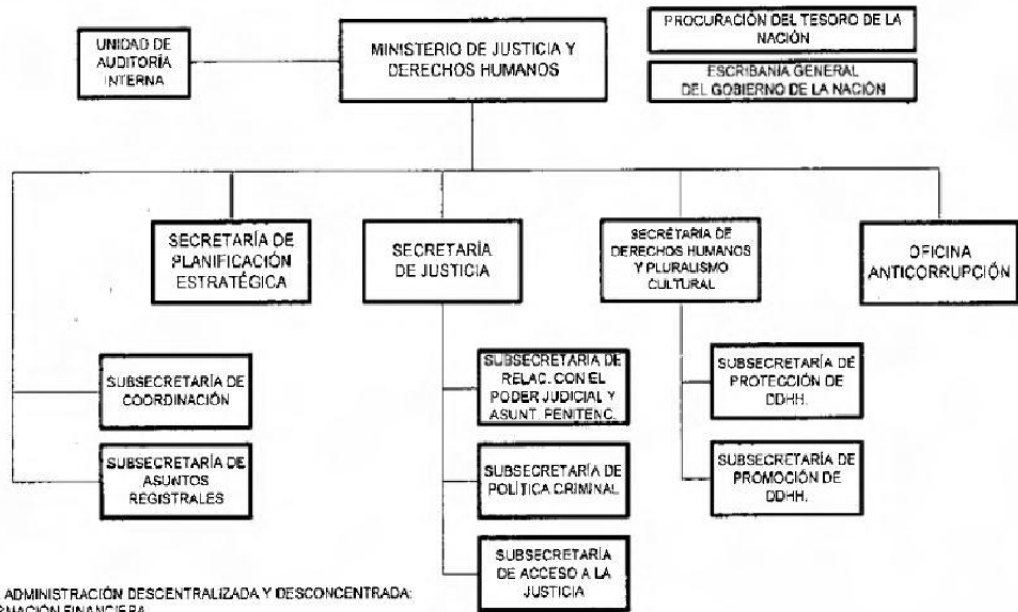 UNIDAD DE
AUDITORÍA
INTERNA
MINISTERIO DE JUSTICIA Y
DERECHOS HUMANOS
PROCURACIÓN DEL TESORO DE LA
NACIÓN
ESCRIBANÍA GENERAL
DEL GOBIERNO DE LA NACIÓN
SECRETARÍA DE
PLANIFICACIÓN
ESTRATÉGICA
SECRETARÍA
DE JUSTICIA
SECRETARÍA DE
DERECHOS HUMANOS
Y PLURALISMO
CULTURAL
OFICINA
ANTICORRUPCIÓN
SUBSECRETARÍA DE
COORDINACIÓN
SUBSECRETARÍA DE
ASUNTOS
REGISTRALES
SUBSECRETARÍA DE
RELAC. CON EL
PODER JUDICIAL Y
ASUNT. PENITENC.
SUBSECRETARÍA DE
POLÍTICA CRIMINAL
SUBSECRETARÍA
DE ACCESO A LA
JUSTICIA
SUBSECRETARÍA DE
PROTECCIÓN DE
DDHH.
SUBSECRETARÍA DE
PROMOCIÓN DE
DDHH.
ADMINISTRACIÓN DESCENTRALIZADA Y DESCONCENTRADA:
FINANCIERA